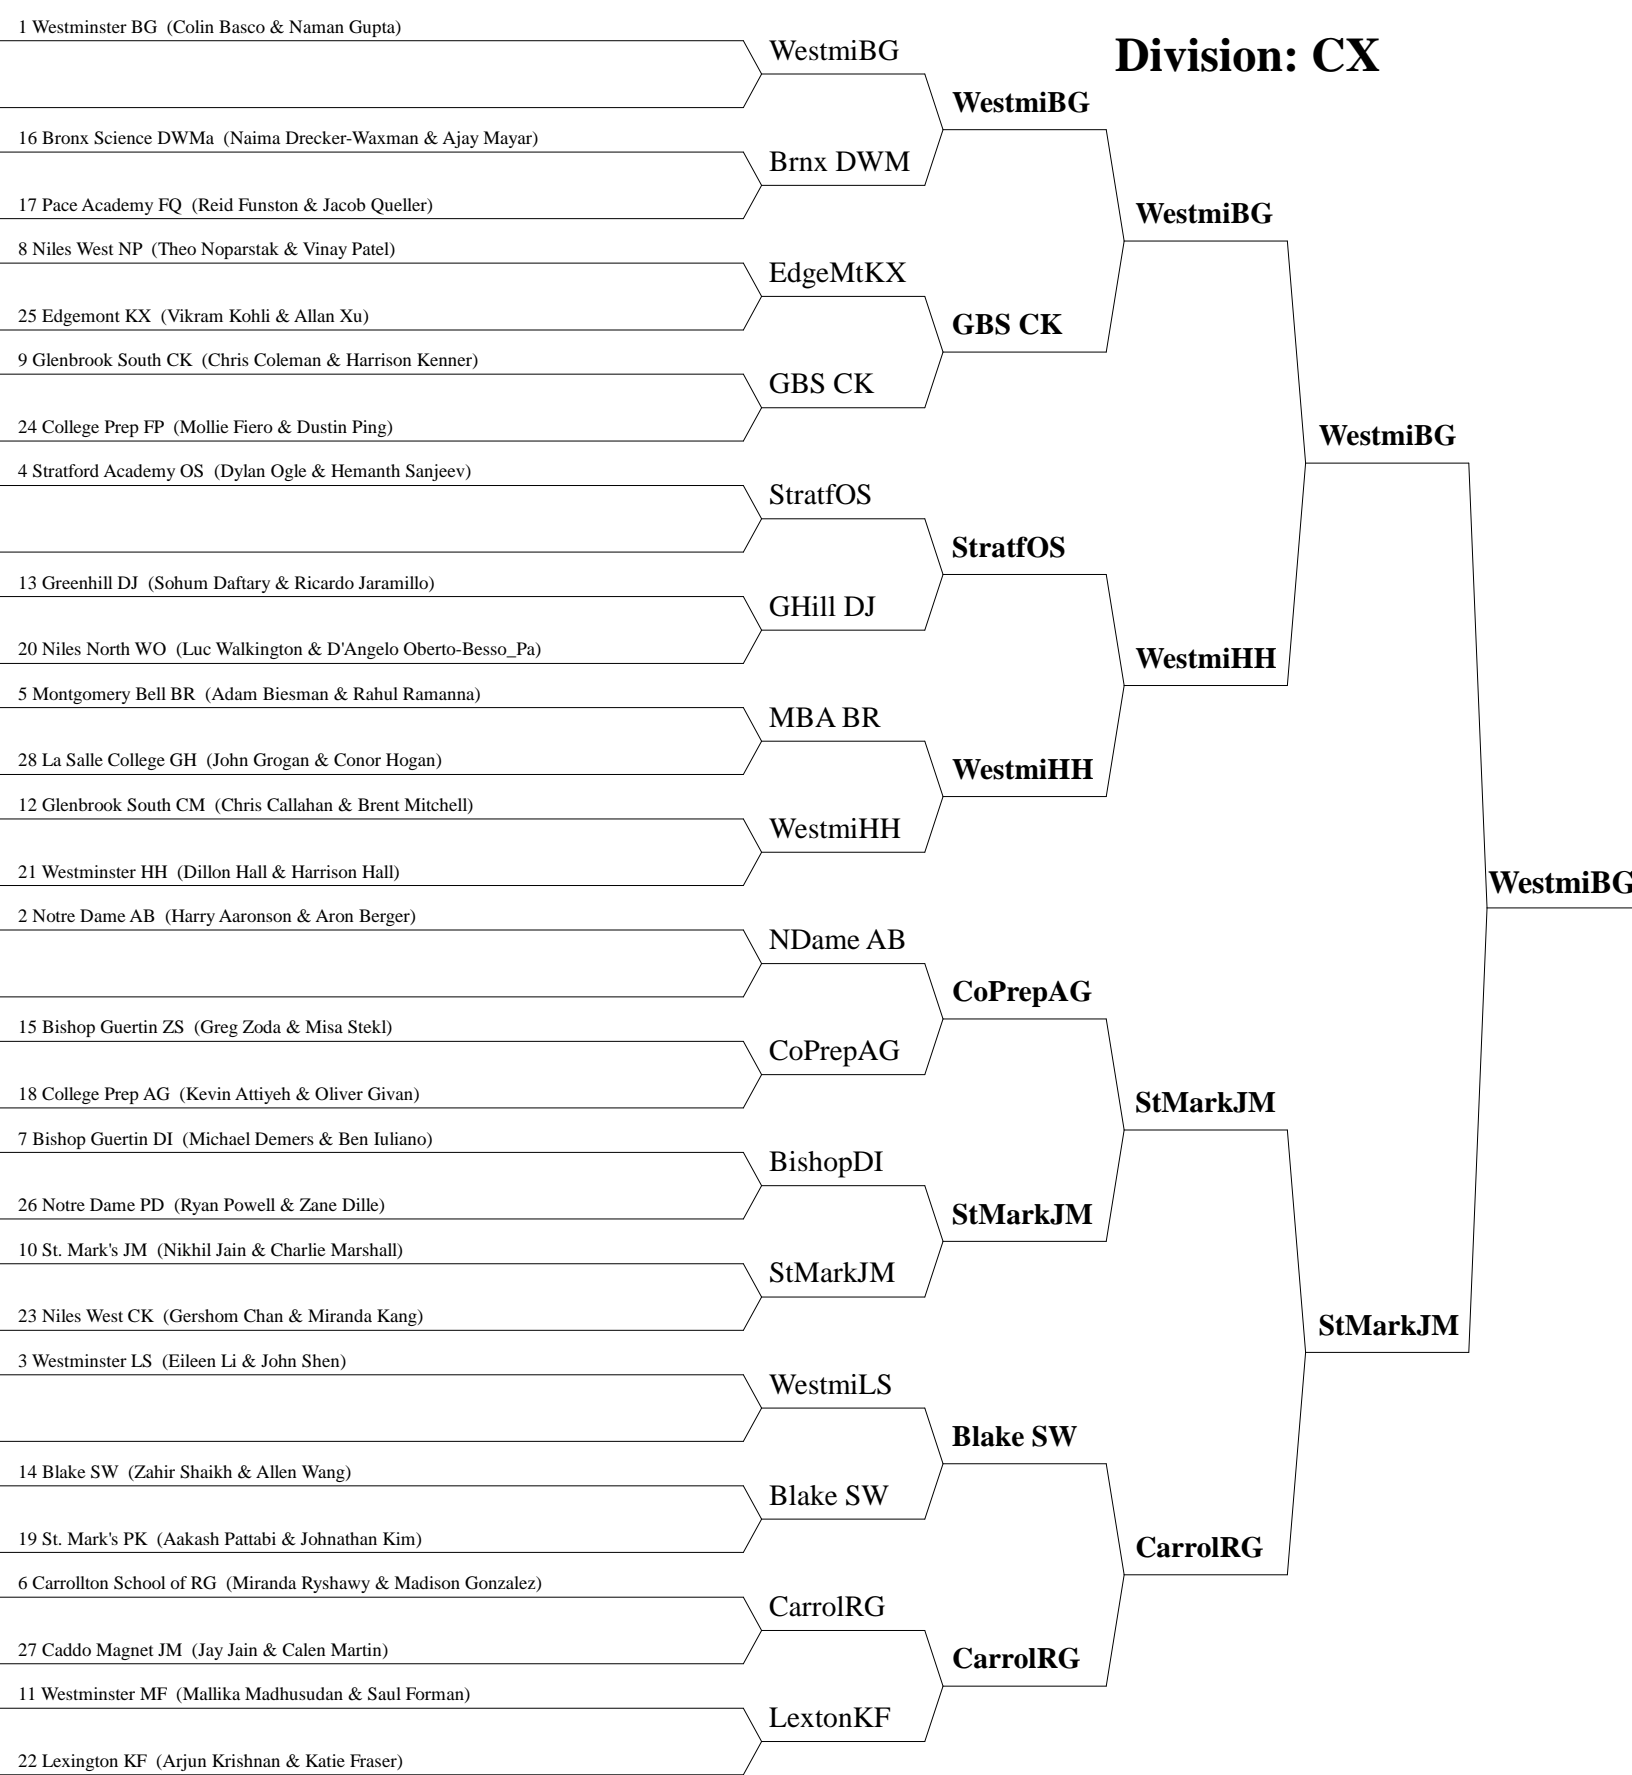 1 Westminster BG (Colin Basco & Naman Gupta)
Division: CX
WestmiBG
WestmiBG
16 Bronx Science DWMa (Naima Drecker-Waxman & Ajay Mayar)
Brnx DWM
17 Pace Academy FQ (Reid Funston & Jacob Queller)
WestmiBG
8 Niles West NP (Theo Noparstak & Vinay Patel)
EdgeMtKX
25 Edgemont KX (Vikram Kohli & Allan Xu)
GBS CK
9 Glenbrook South CK (Chris Coleman & Harrison Kenner)
GBS CK
24 College Prep FP (Mollie Fiero & Dustin Ping)
WestmiBG
4 Stratford Academy OS (Dylan Ogle & Hemanth Sanjeev)
StratfOS
StratfOS
13 Greenhill DJ (Sohum Daftary & Ricardo Jaramillo)
GHill DJ
20 Niles North WO (Luc Walkington & D'Angelo Oberto-Besso_Pa)
WestmiHH
5 Montgomery Bell BR (Adam Biesman & Rahul Ramanna)
MBA BR
28 La Salle College GH (John Grogan & Conor Hogan)
WestmiHH
12 Glenbrook South CM (Chris Callahan & Brent Mitchell)
WestmiHH
21 Westminster HH (Dillon Hall & Harrison Hall)
WestmiBG
2 Notre Dame AB (Harry Aaronson & Aron Berger)
NDame AB
CoPrepAG
15 Bishop Guertin ZS (Greg Zoda & Misa Stekl)
CoPrepAG
18 College Prep AG (Kevin Attiyeh & Oliver Givan)
StMarkJM
7 Bishop Guertin DI (Michael Demers & Ben Iuliano)
BishopDI
26 Notre Dame PD (Ryan Powell & Zane Dille)
StMarkJM
10 St. Mark's JM (Nikhil Jain & Charlie Marshall)
StMarkJM
23 Niles West CK (Gershom Chan & Miranda Kang)
StMarkJM
3 Westminster LS (Eileen Li & John Shen)
WestmiLS
Blake SW
14 Blake SW (Zahir Shaikh & Allen Wang)
Blake SW
19 St. Mark's PK (Aakash Pattabi & Johnathan Kim)
CarrolRG
6 Carrollton School of RG (Miranda Ryshawy & Madison Gonzalez)
CarrolRG
27 Caddo Magnet JM (Jay Jain & Calen Martin)
CarrolRG
11 Westminster MF (Mallika Madhusudan & Saul Forman)
LextonKF
22 Lexington KF (Arjun Krishnan & Katie Fraser)